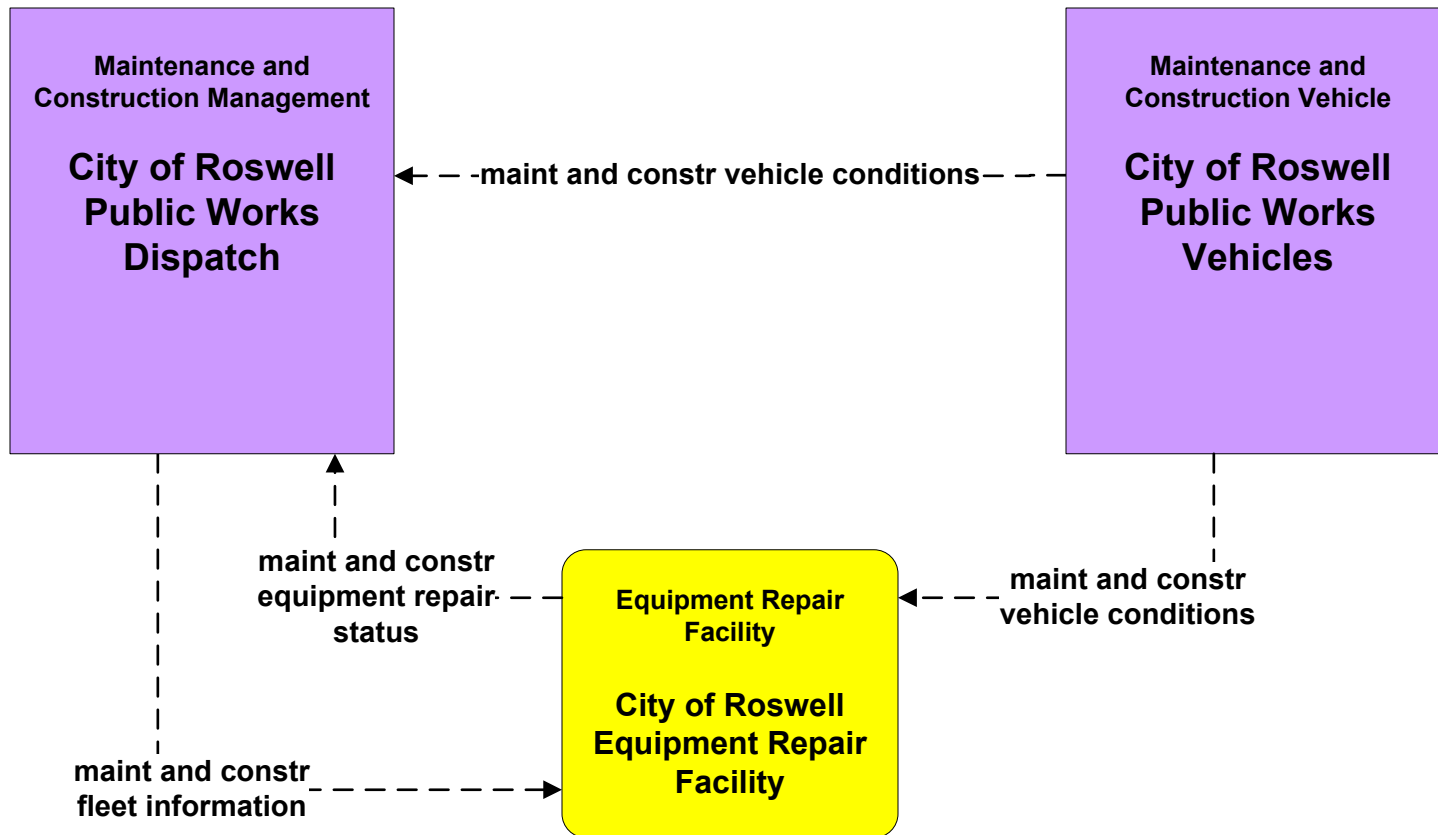 Maintenance and
Construction Management
City of Roswell
Public Works
Dispatch
maint and constr vehicle conditions
Maintenance and
Construction Vehicle
City of Roswell
Public Works
Vehicles
maint and constr
equipment repair
status
Equipment Repair
Facility
City of Roswell
Equipment Repair
Facility
maint and constr
vehicle conditions
maint and constr
fleet information